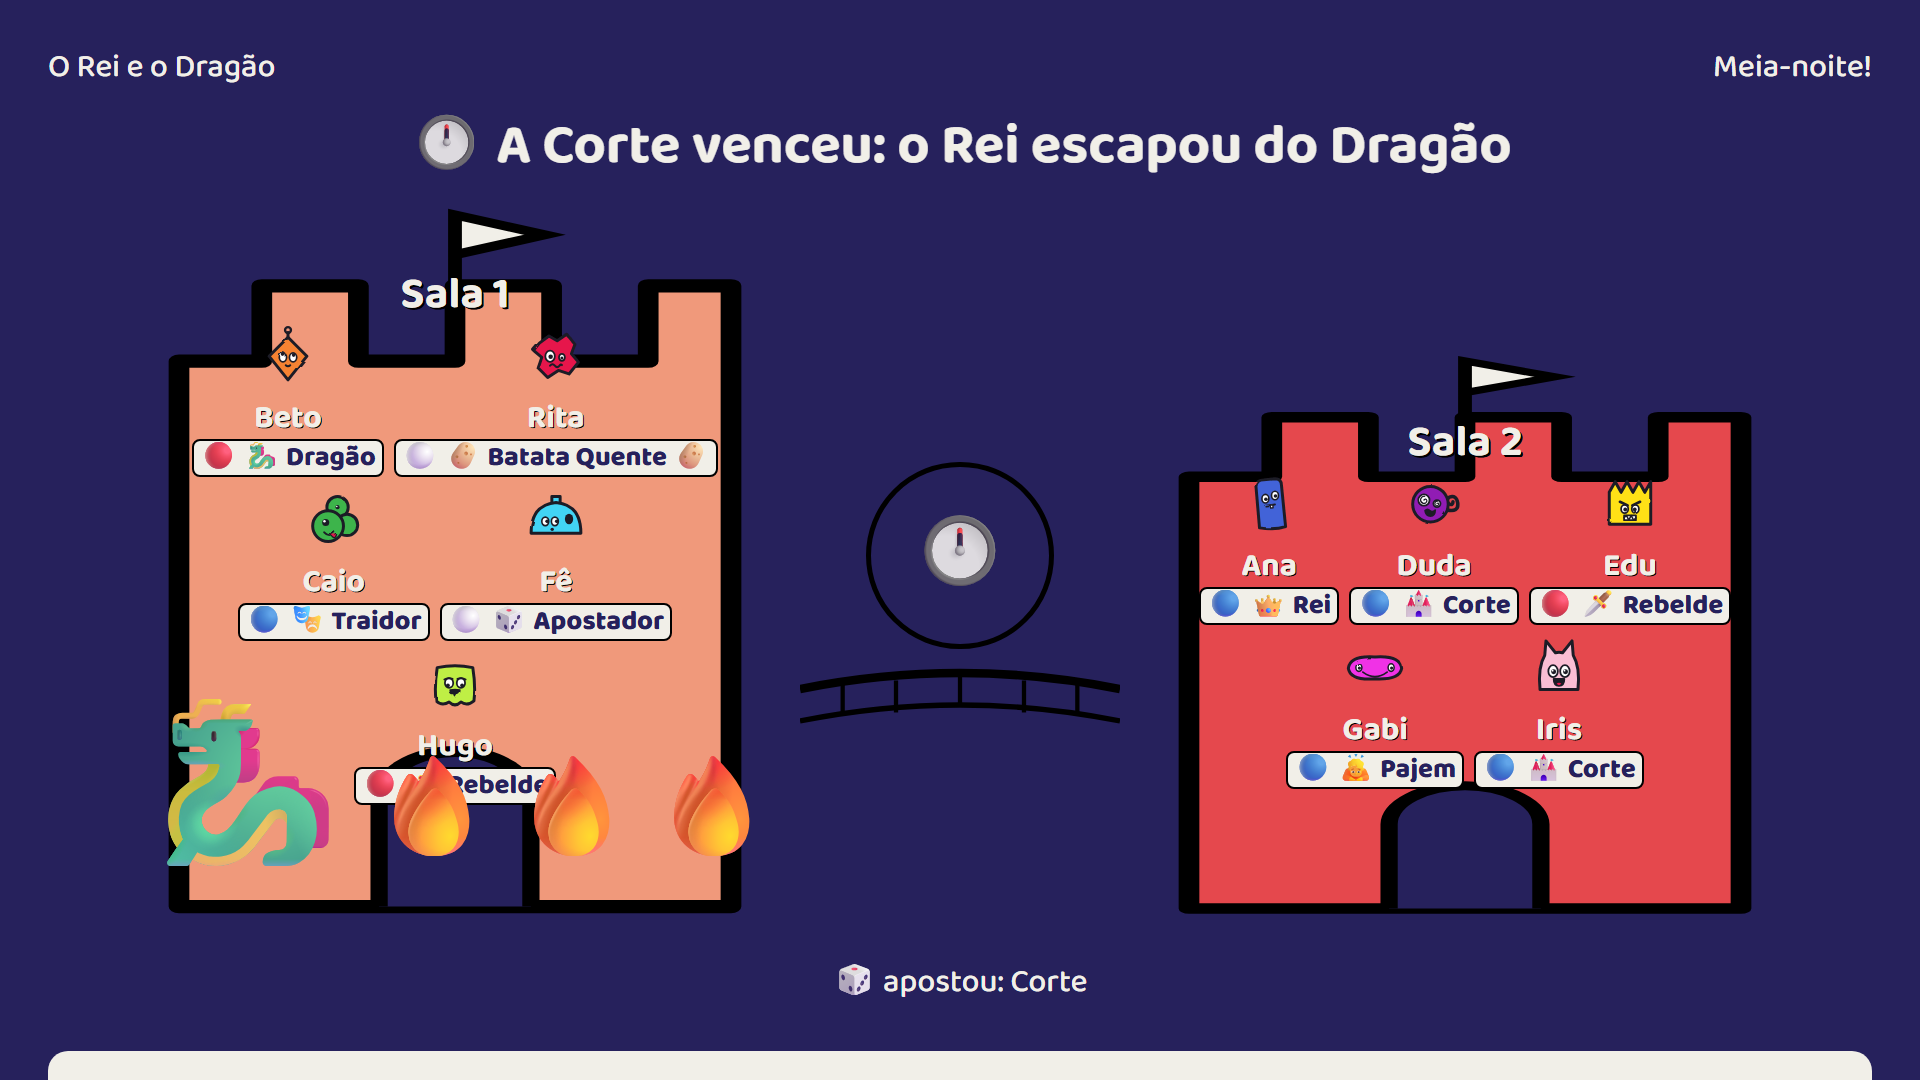 O Rei e o Dragão
Meia-noite!
A Corte venceu: o Rei escapou do Dragão
Sala 1
Beto
Rita
Dragão
Batata Quente
Caio
Fê
Traidor
Apostador
Hugo
Rebelde
Sala 2
Ana
Duda
Edu
Rei
Corte
Rebelde
Gabi
Iris
Pajem
Corte
apostou: Corte